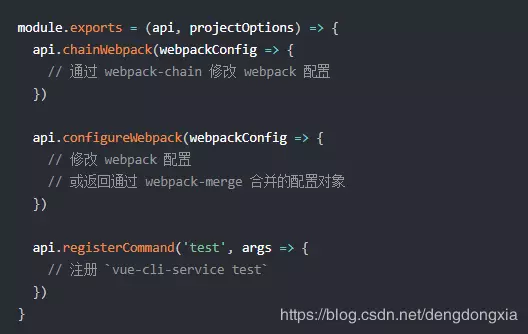 module.exports = (api, projectOptions) => {
  api.chainWebpack(webpackConfig => {
    // 通过 webpack-chain 修改 webpack 配置
  })

  api.configureWebpack(webpackConfig => {
    // 修改 webpack 配置
    // 或返回通过 webpack-merge 合并的配置对象
  })

  api.registerCommand('test', args => {
    // 注册 `vue-cli-service test`
  })
}
https://blog.csdn.net/dengdongxia